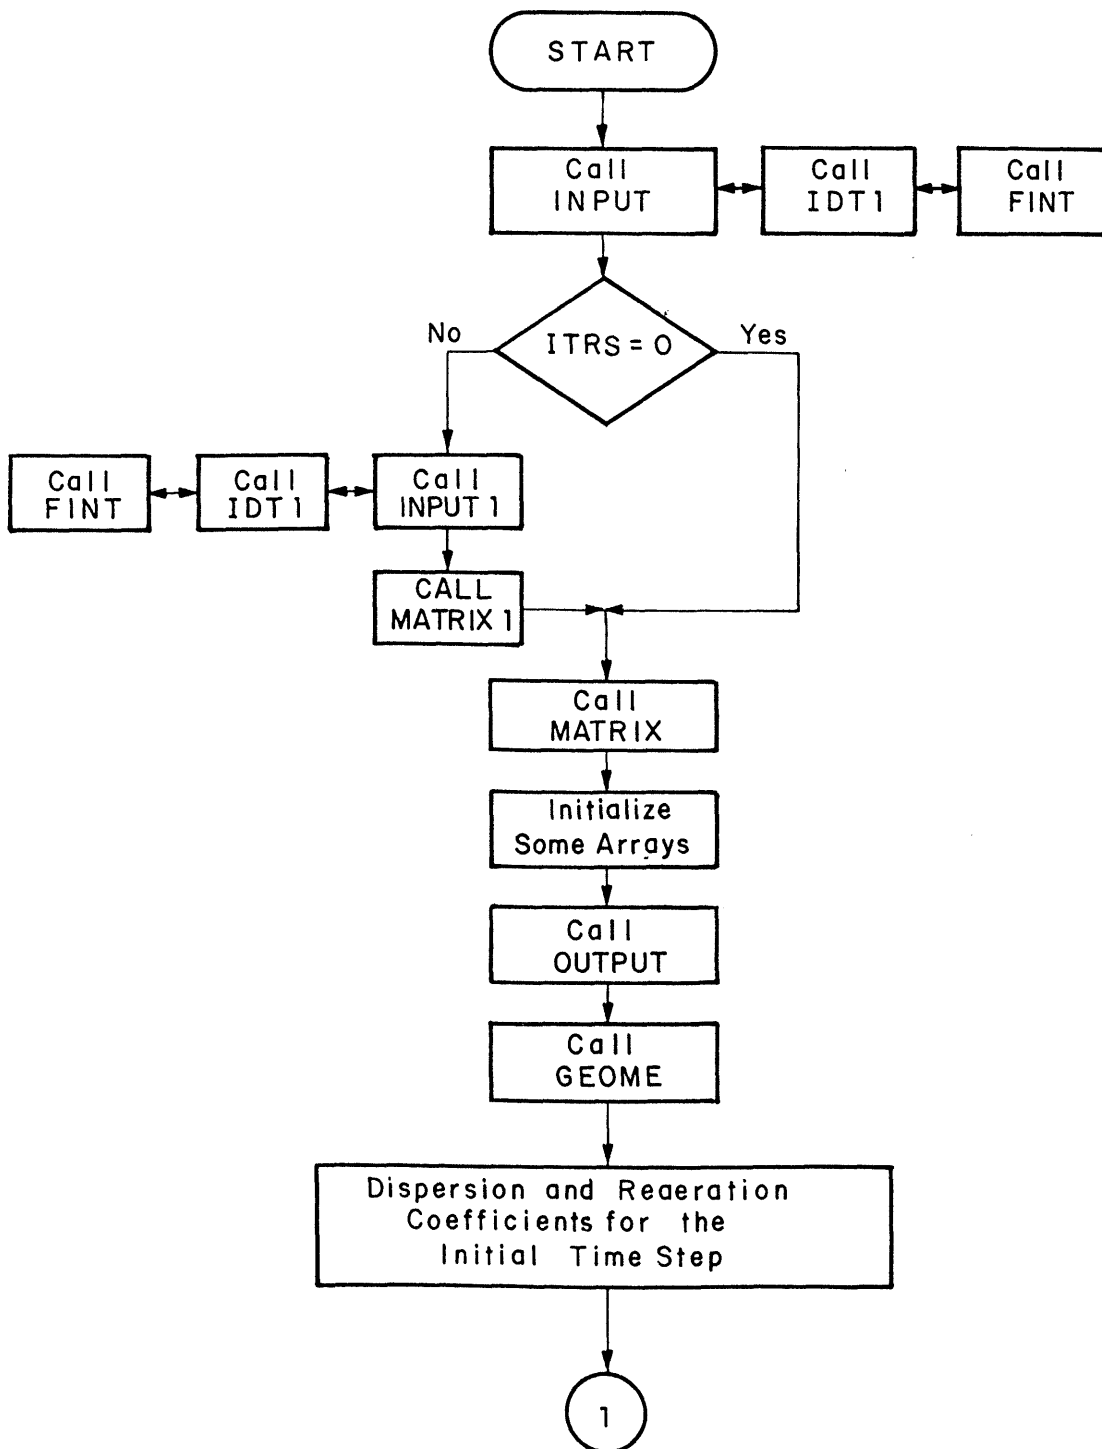 START
Call
INPUT
Call
IDT1
Call
FINT
ITRS = 0
No
Yes
Call
FINT
Call
IDT1
Call
INPUT 1
CALL
MATRIX 1
Call
MATRIX
Initialize
Some Arrays
Call
OUTPUT
Call
GEOME
Dispersion and Reaeration
Coefficients for the
Initial Time Step
1